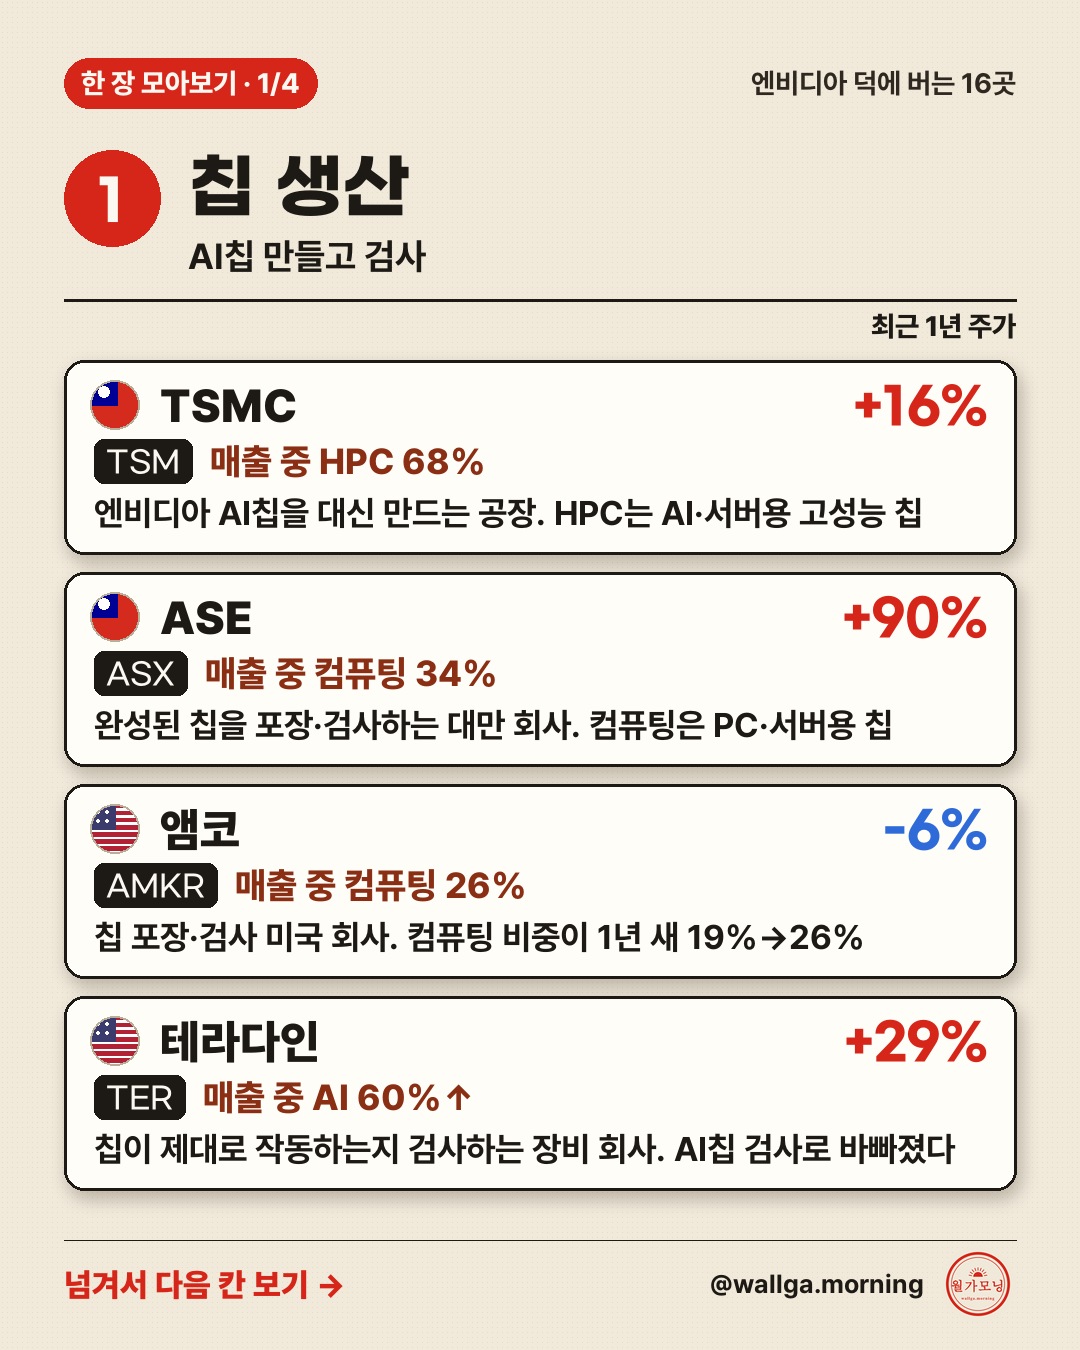 한 장 모아보기 · 1/4
엔비디아 덕에 버는 16곳
1
칩 생산
AI칩 만들고 검사
최근 1년 주가
TSMC
+16%
TSM 매출 중 HPC 68%
엔비디아 AI칩을 대신 만드는 공장. HPC는 AI·서버용 고성능 칩
ASE
+90%
ASX 매출 중 컴퓨팅 34%
완성된 칩을 포장·검사하는 대만 회사. 컴퓨팅은 PC·서버용 칩
앰코
-6%
AMKR 매출 중 컴퓨팅 26%
칩 포장·검사 미국 회사. 컴퓨팅 비중이 1년 새 19%→26%
테라다인
+29%
TER 매출 중 AI 60%↑
칩이 제대로 작동하는지 검사하는 장비 회사. AI칩 검사로 바빠졌다
넘겨서 다음 칸 보기 →
@wallga.morning
월가모닝
wallga.morning